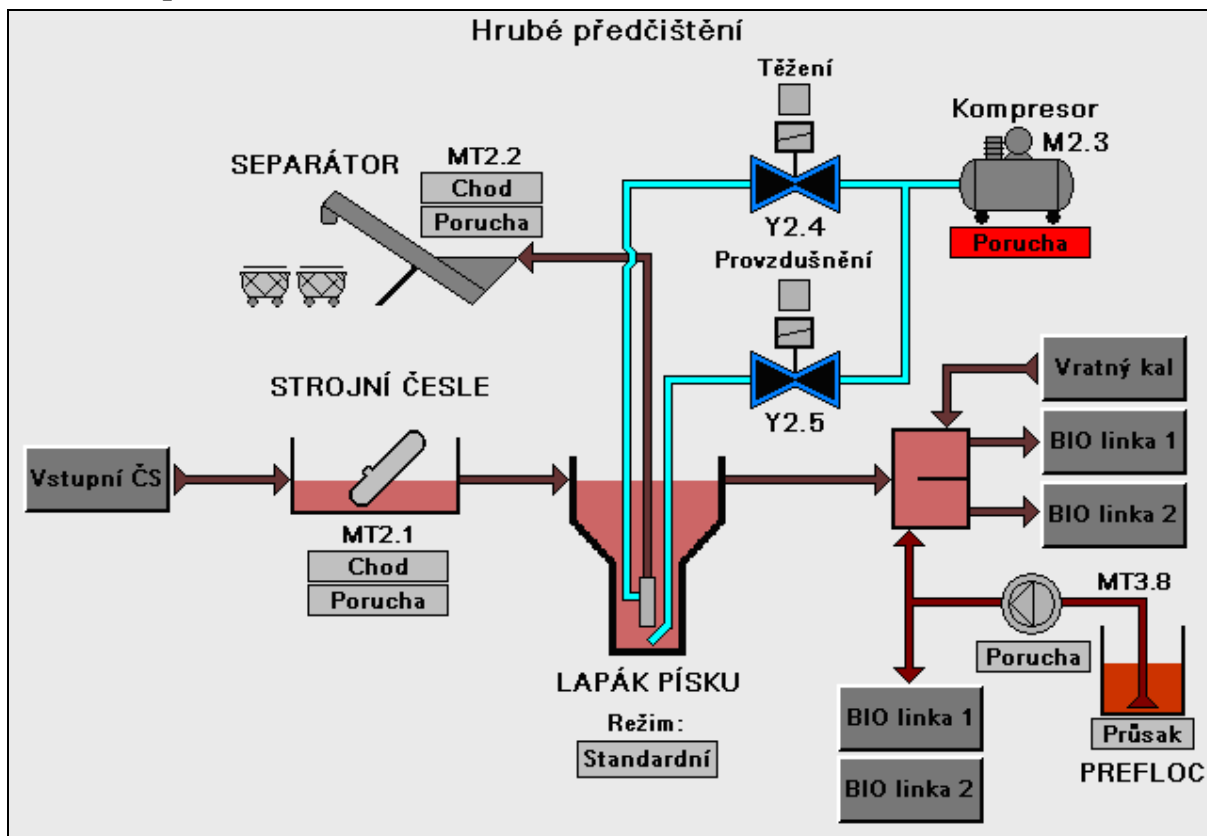 Hrubé předčištění
Těžení
Kompresor
M2.3
Porucha
SEPARÁTOR
MT2.2
Chod
Porucha
Y2.4
Provzdušnění
Y2.5
STROJNÍ ČESLE
Vstupní ČS
MT2.1
Chod
Porucha
LAPÁK PÍSKU
Režim:
Standardní
Vratný kal
BIO linka 1
BIO linka 2
MT3.8
Porucha
Průsak
PREFLOC
BIO linka 1
BIO linka 2